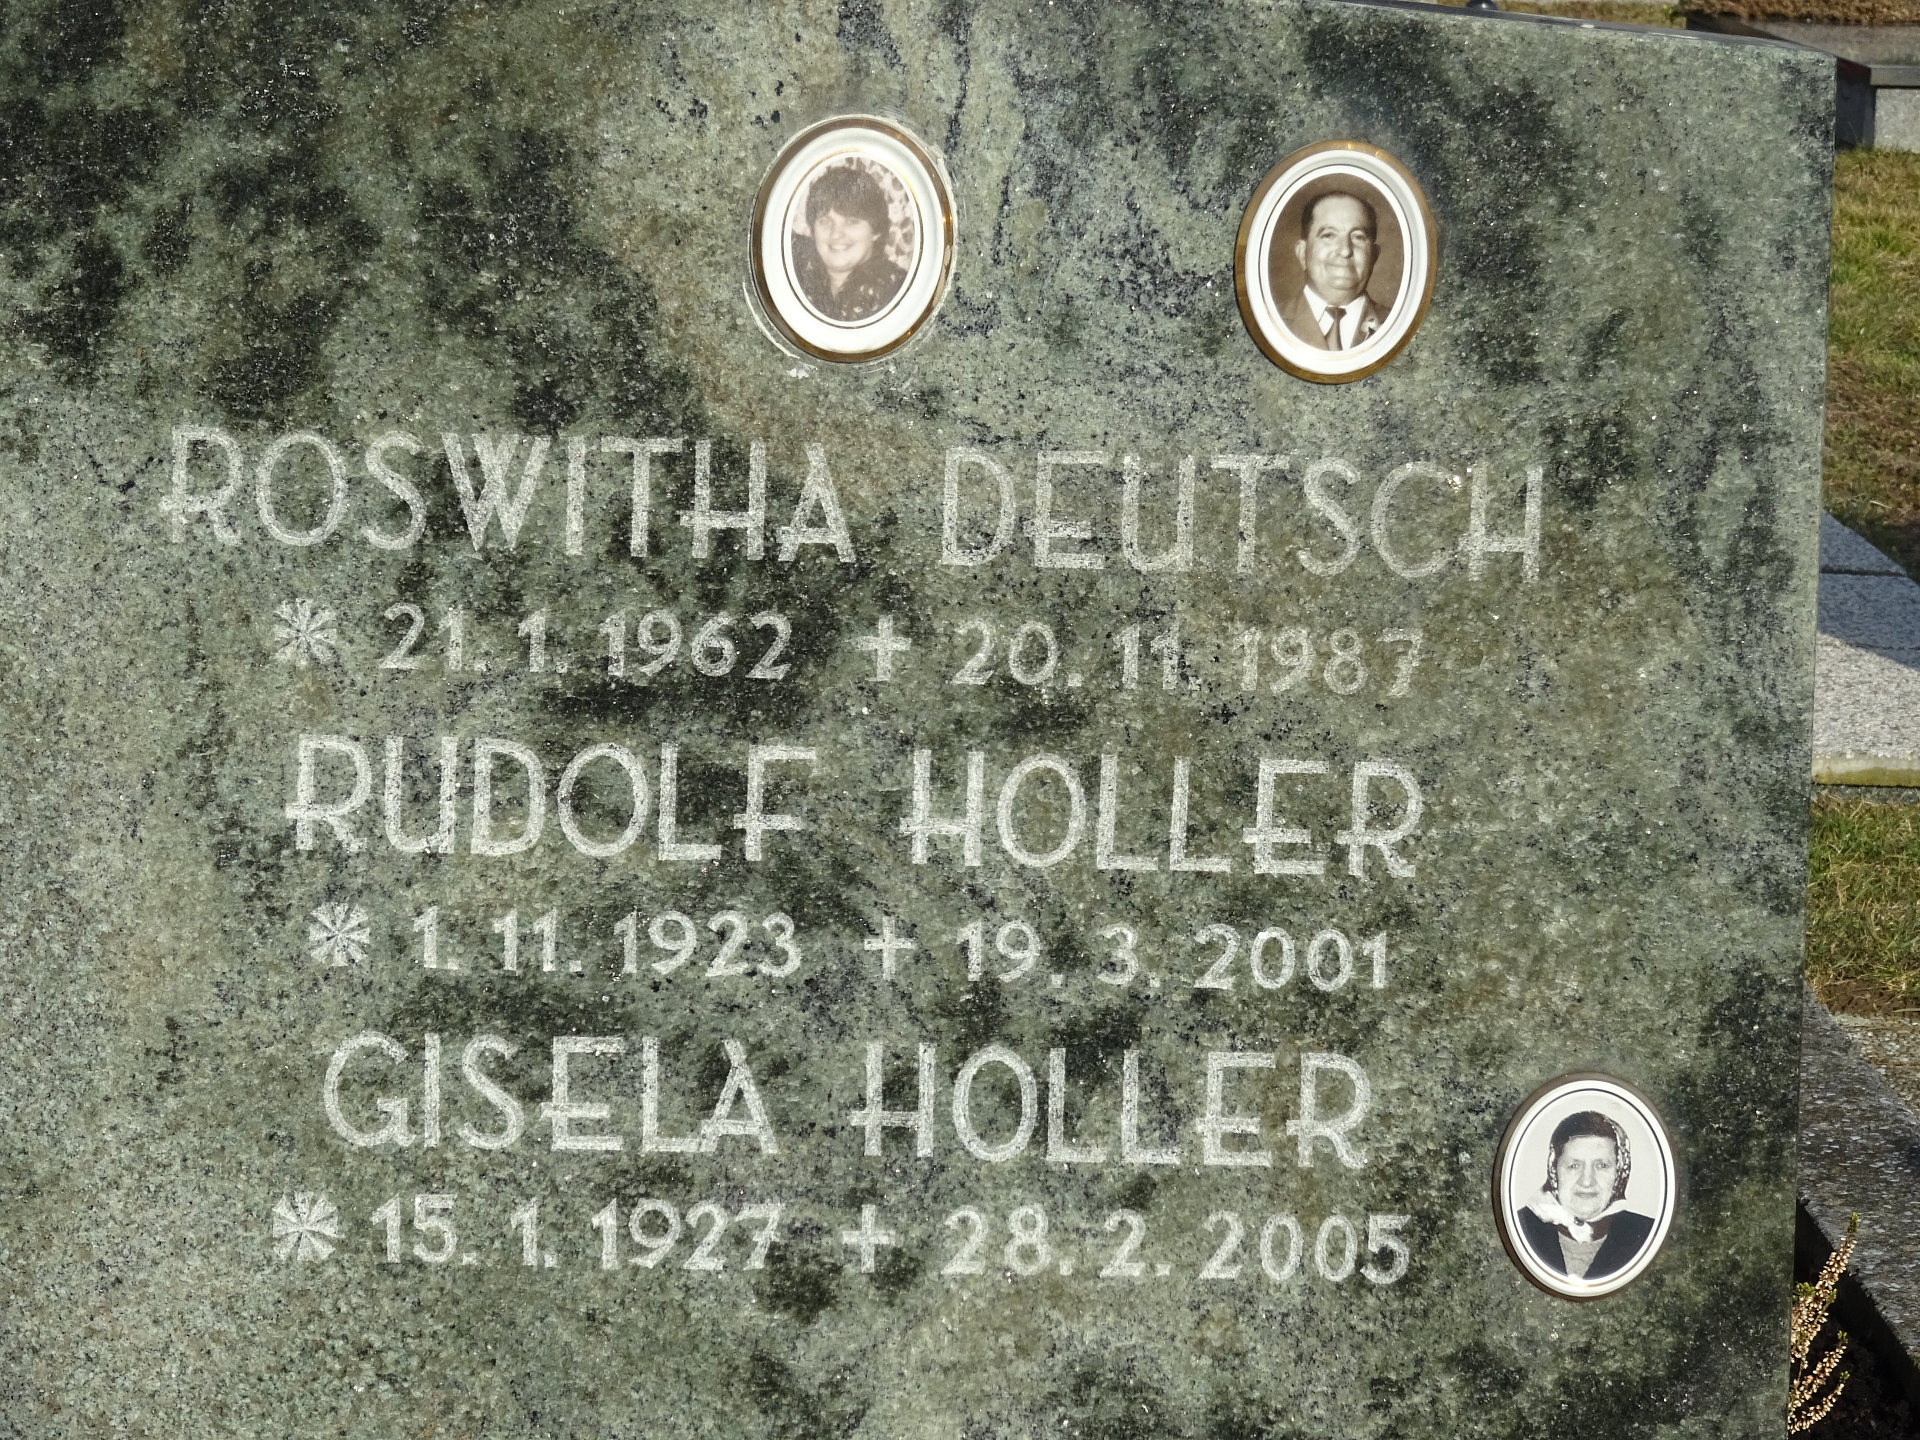 ROSWITHA DEUTSCH
* 21. 1. 1962 + 20. 11. 1987
RUDOLF HOLLER
* 1. 11. 1923 + 19. 3. 2001
GISELA HOLLER
* 15. 1. 1927 + 28. 2. 2005